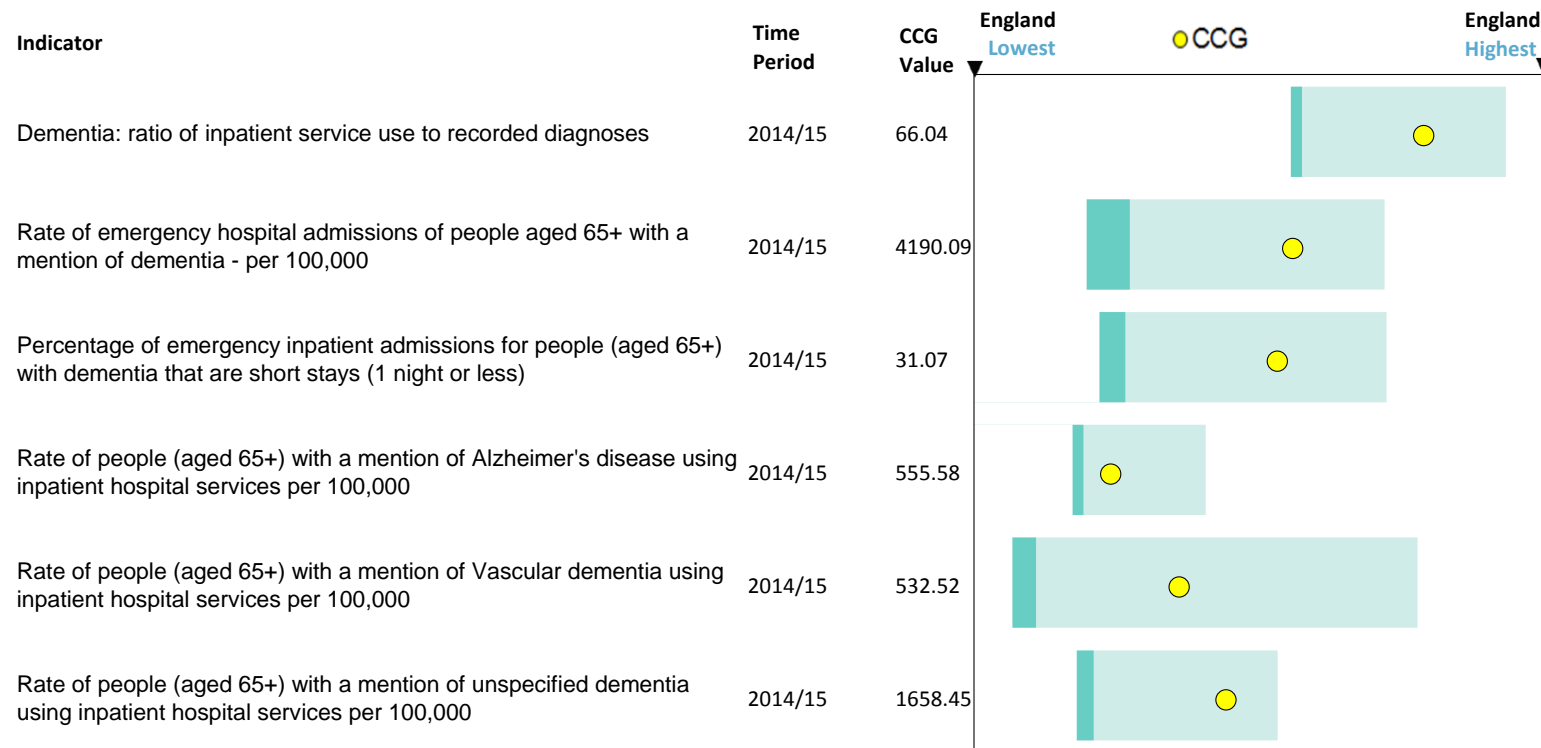 Indicator
Time Period
CCG Value
England Lowest
CCG
England Highest
Dementia: ratio of inpatient service use to recorded diagnoses
2014/15
66.04
Rate of emergency hospital admissions of people aged 65+ with a
mention of dementia - per 100,000
2014/15
4190.09
Percentage of emergency inpatient admissions for people (aged 65+)
with dementia that are short stays (1 night or less)
2014/15
31.07
Rate of people (aged 65+) with a mention of Alzheimer's disease using
inpatient hospital services per 100,000
2014/15
555.58
Rate of people (aged 65+) with a mention of Vascular dementia using
inpatient hospital services per 100,000
2014/15
532.52
Rate of people (aged 65+) with a mention of unspecified dementia
using inpatient hospital services per 100,000
2014/15
1658.45